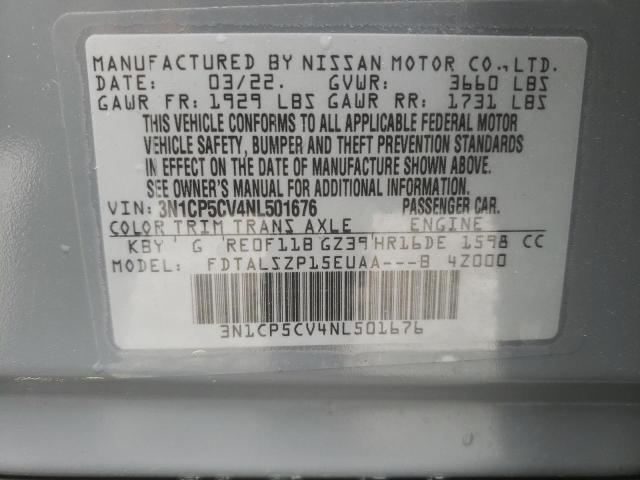 MANUFACTURED BY NISSAN MOTOR CO.,LTD.
DATE: 03/22. GVWR: 3660 LBS
GAWR FR: 1929 LBS GAWR RR: 1731 LBS
THIS VEHICLE CONFORMS TO ALL APPLICABLE FEDERAL MOTOR
VEHICLE SAFETY, BUMPER AND THEFT PREVENTION STANDARDS
IN EFFECT ON THE DATE OF MANUFACTURE SHOWN ABOVE.
SEE OWNER'S MANUAL FOR ADDITIONAL INFORMATION.
VIN: 3N1CP5CV4NL501676 PASSENGER CAR.
COLOR TRIM TRANS AXLE ENGINE
KBY G RE0F11B GZ39 HR16DE 1598 CC
MODEL: FDTALSZP15EUAA---B 4Z000
3N1CP5CV4NL501676